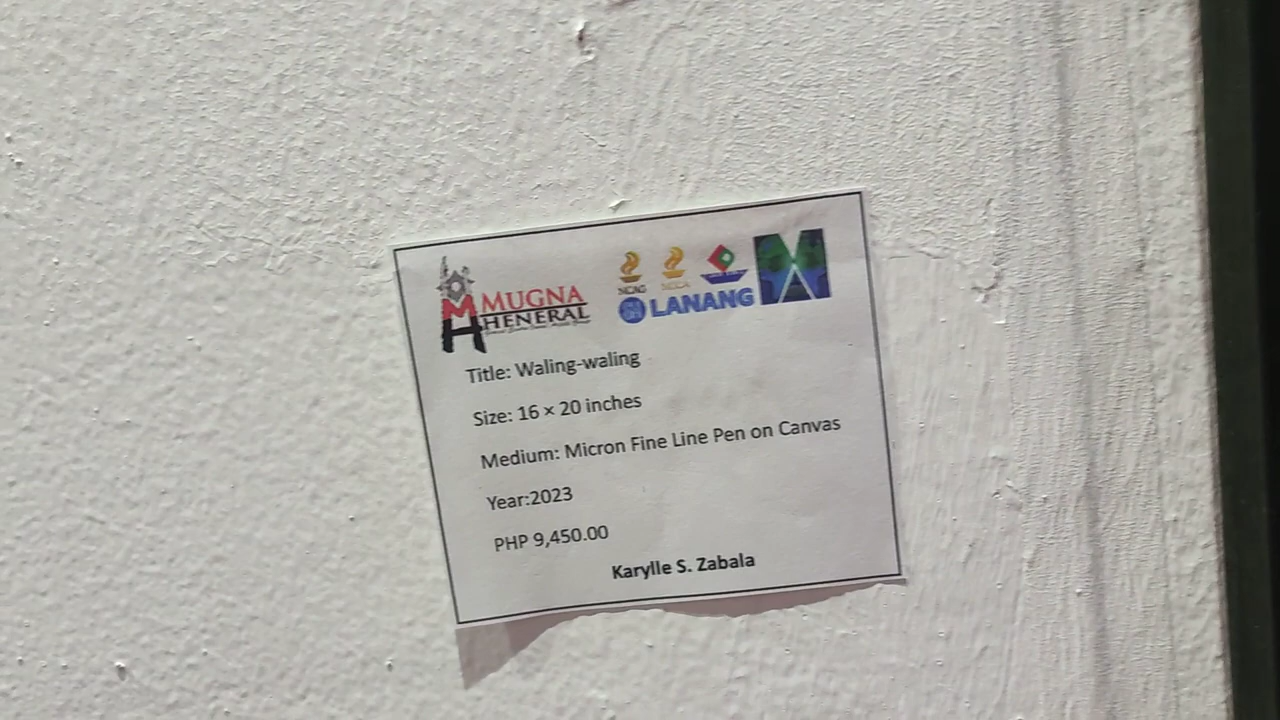 MUGNA
HENERAL
LANANG
Title: Waling-waling
Size: 16 × 20 inches
Medium: Micron Fine Line Pen on Canvas
Year:2023
PHP 9,450.00
Karylle S. Zabala